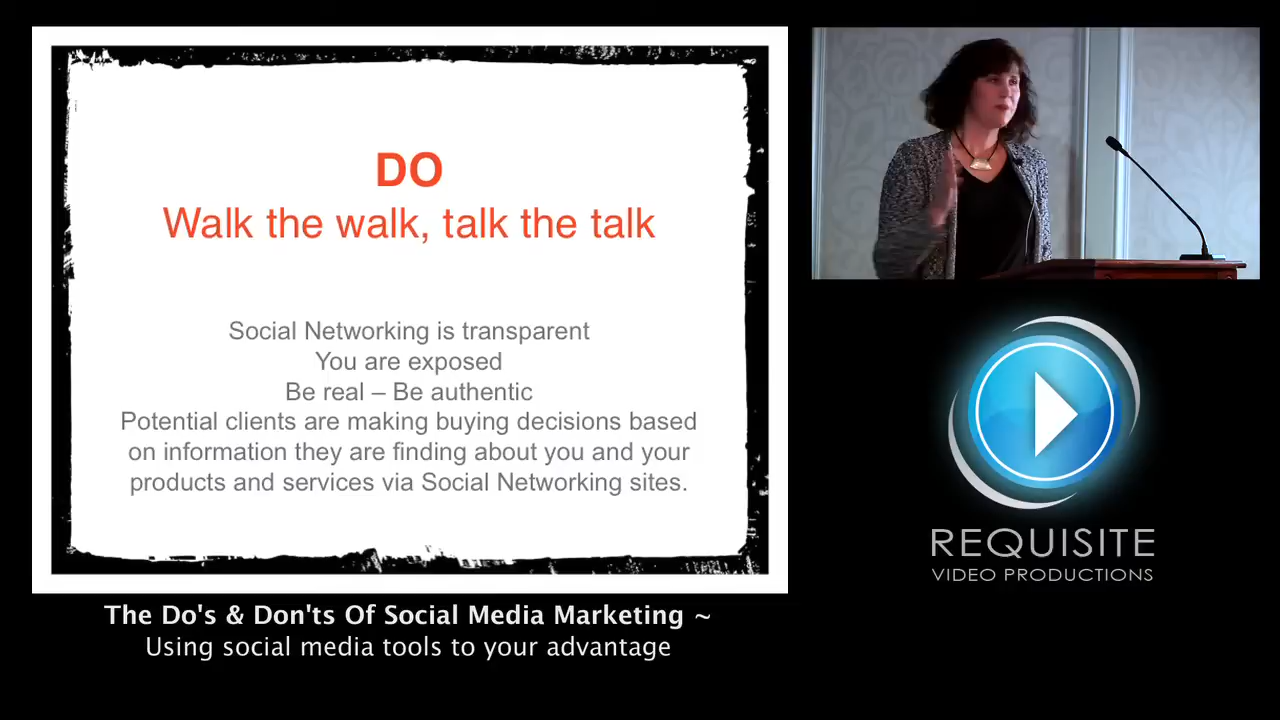 DO
Walk the walk, talk the talk
Social Networking is transparent
You are exposed
Be real – Be authentic
Potential clients are making buying decisions based
on information they are finding about you and your
products and services via Social Networking sites.
The Do's & Don'ts Of Social Media Marketing ~
Using social media tools to your advantage
REQUISITE
VIDEO PRODUCTIONS